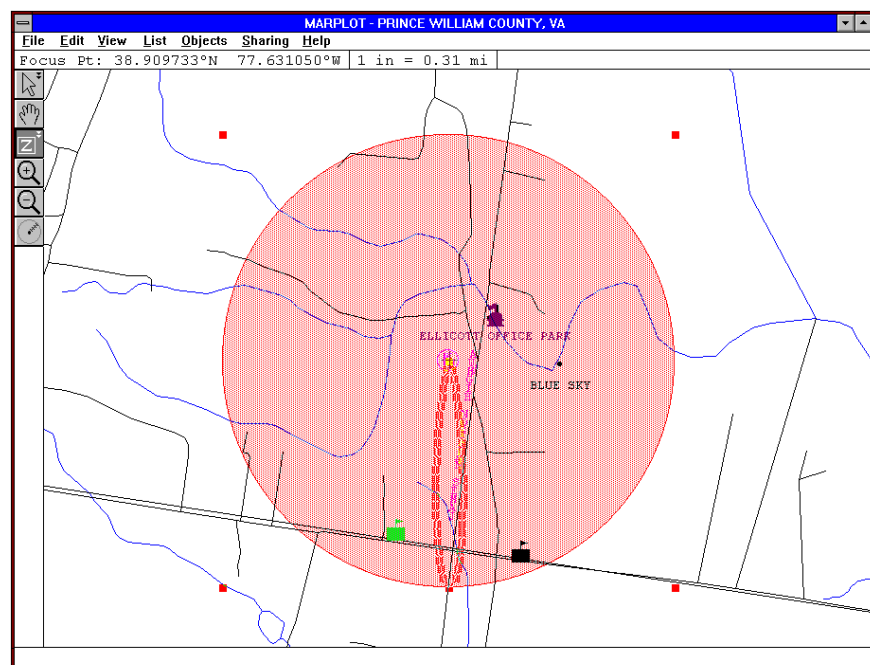 MARPLOT - PRINCE WILLIAM COUNTY, VA
File Edit View List Objects Sharing Help
Focus Pt: 38.909733°N 77.631050°W 1 in = 0.31 mi
ELLICOTT OFFICE PARK
BLUE SKY